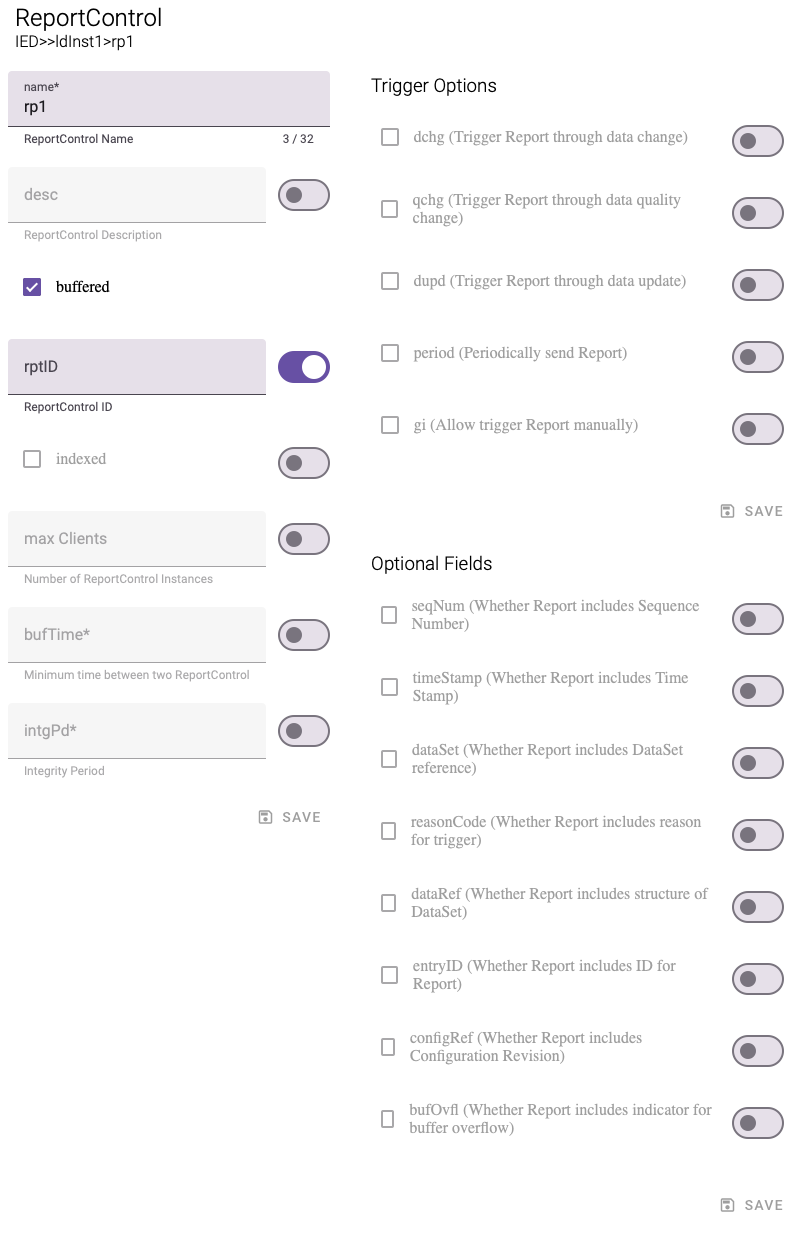 ReportControl
IED>>ldInst1>rp1
name*
rp1
ReportControl Name
3 / 32
desc
ReportControl Description
buffered
rptID
ReportControl ID
indexed
max Clients
Number of ReportControl Instances
bufTime*
Minimum time between two ReportControl
intgPd*
Integrity Period
SAVE
Trigger Options
dchg (Trigger Report through data change)
qchg (Trigger Report through data quality
change)
dupd (Trigger Report through data update)
period (Periodically send Report)
gi (Allow trigger Report manually)
SAVE
Optional Fields
seqNum (Whether Report includes Sequence
Number)
timeStamp (Whether Report includes Time
Stamp)
dataSet (Whether Report includes DataSet
reference)
reasonCode (Whether Report includes reason
for trigger)
dataRef (Whether Report includes structure of
DataSet)
entryID (Whether Report includes ID for
Report)
configRef (Whether Report includes
Configuration Revision)
bufOvfl (Whether Report includes indicator for
buffer overflow)
SAVE